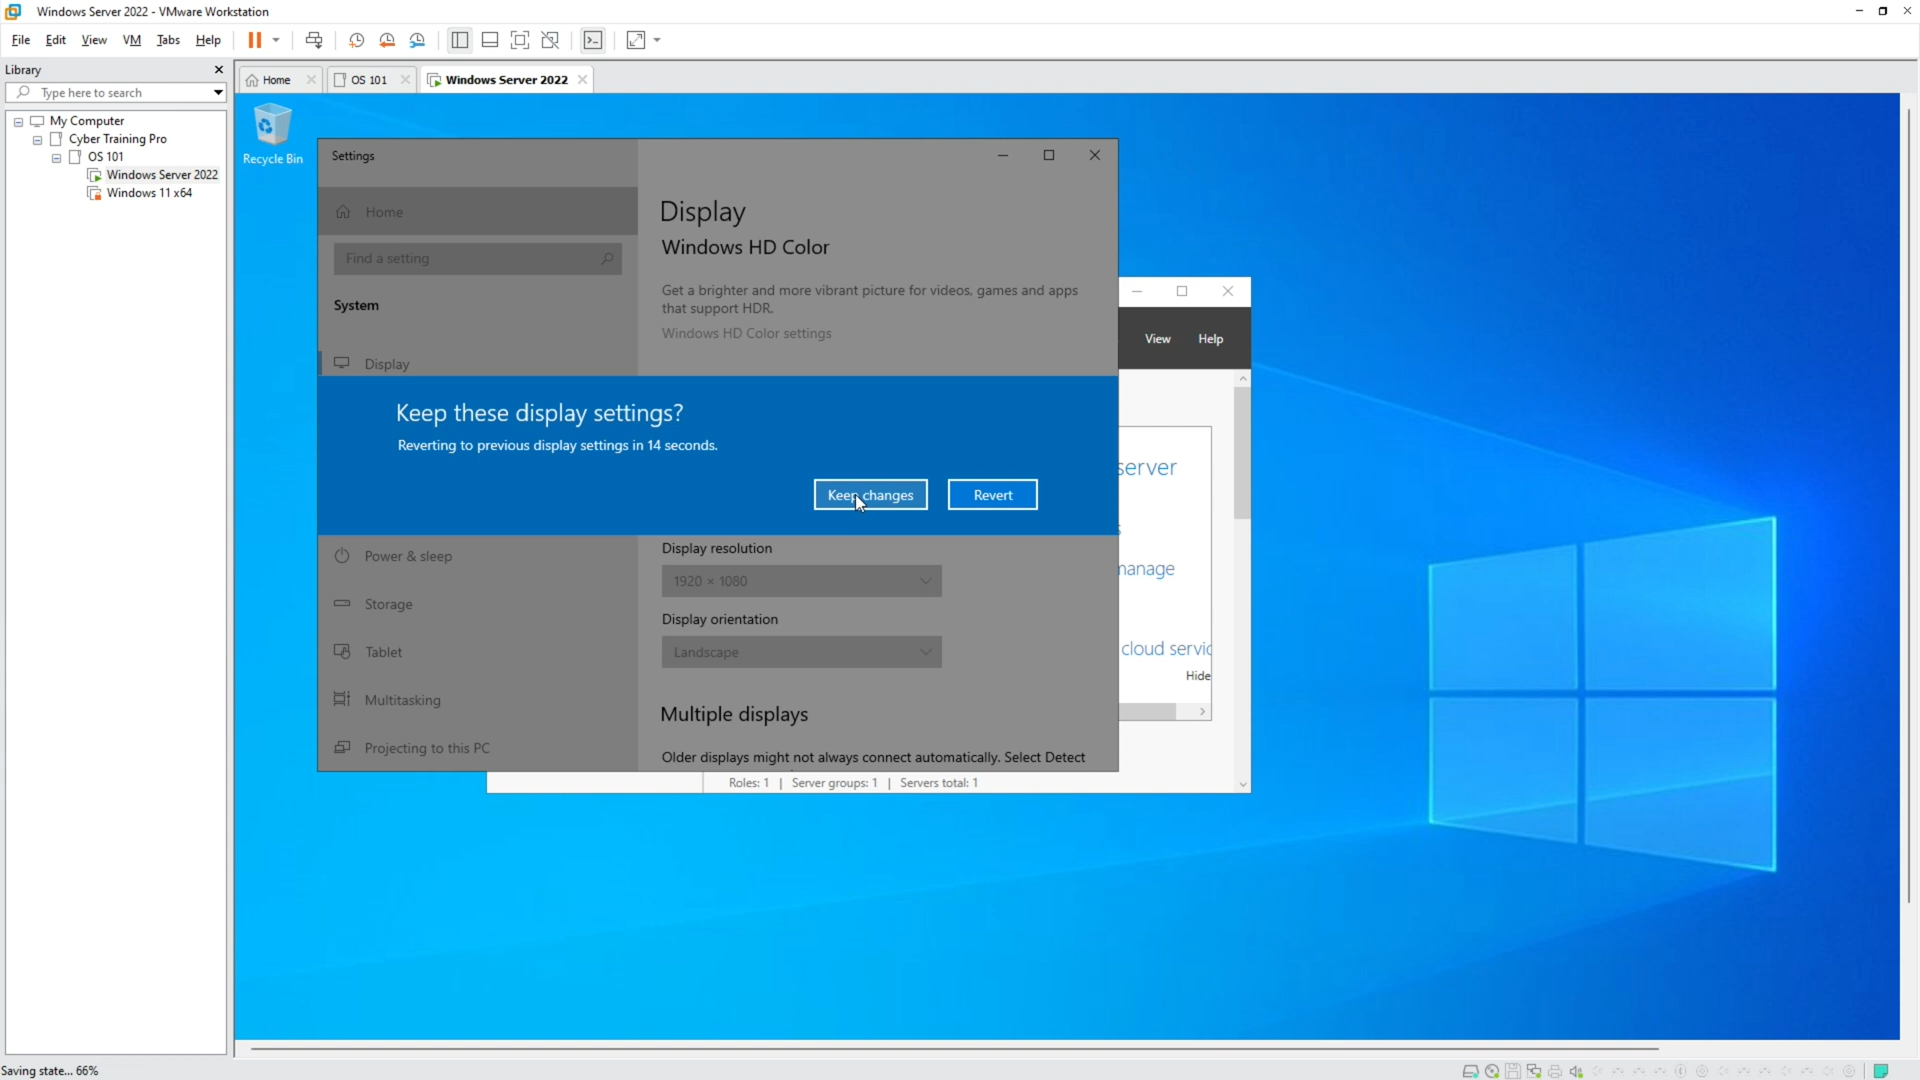 Windows Server 2022 - VMware Workstation
File Edit View VM Tabs Help
Library
Type here to search
My Computer
Cyber Training Pro
OS 101
Windows Server 2022
Windows 11 x64
Home OS 101 Windows Server 2022
Recycle Bin
Settings
Home
Find a setting
System
Display
Power & sleep
Storage
Tablet
Multitasking
Projecting to this PC
Display
Windows HD Color
Get a brighter and more vibrant picture for videos, games and apps
that support HDR.
Windows HD Color settings
Keep these display settings?
Reverting to previous display settings in 14 seconds.
Keep changes Revert
Display resolution
1920 × 1080
Display orientation
Landscape
Multiple displays
Older displays might not always connect automatically. Select Detect
View Help
server
s
manage
cloud servic
Hide
Roles: 1 | Server groups: 1 | Servers total: 1
Saving state... 66%